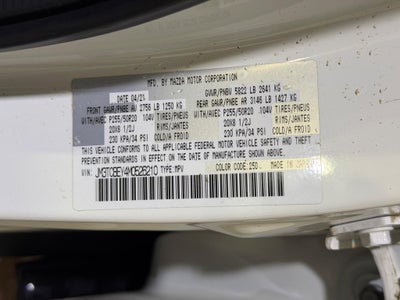 MFD. BY MAZDA MOTOR CORPORATION
DATE 04/21 GVWR/PNBV 5822 LB 2641 KG
FRONT GAWR/PNBE AV 2756 LB 1250 KG REAR GAWR/PNBE AR 3146 LB 1427 KG
WITH/AVEC P255/50R20 104V TIRES/PNEUS WITH/AVEC P255/50R20 104V TIRES/PNEUS
20X8 1/2J RIMS/JANTES 20X8 1/2J RIMS/JANTES
230 KPA/34 PSI COLD/A FROID 230 KPA/34 PSI COLD/A FROID
THIS VEHICLE CONFORMS TO ALL APPLICABLE FEDERAL MOTOR VEHICLE SAFETY, BUMPER, AND
THEFT PREVENTION STANDARDS IN EFFECT ON THE DATE OF MANUFACTURE SHOWN ABOVE.
VIN: TYPE MPV COLOR CODE: 25D MADE IN JAPAN